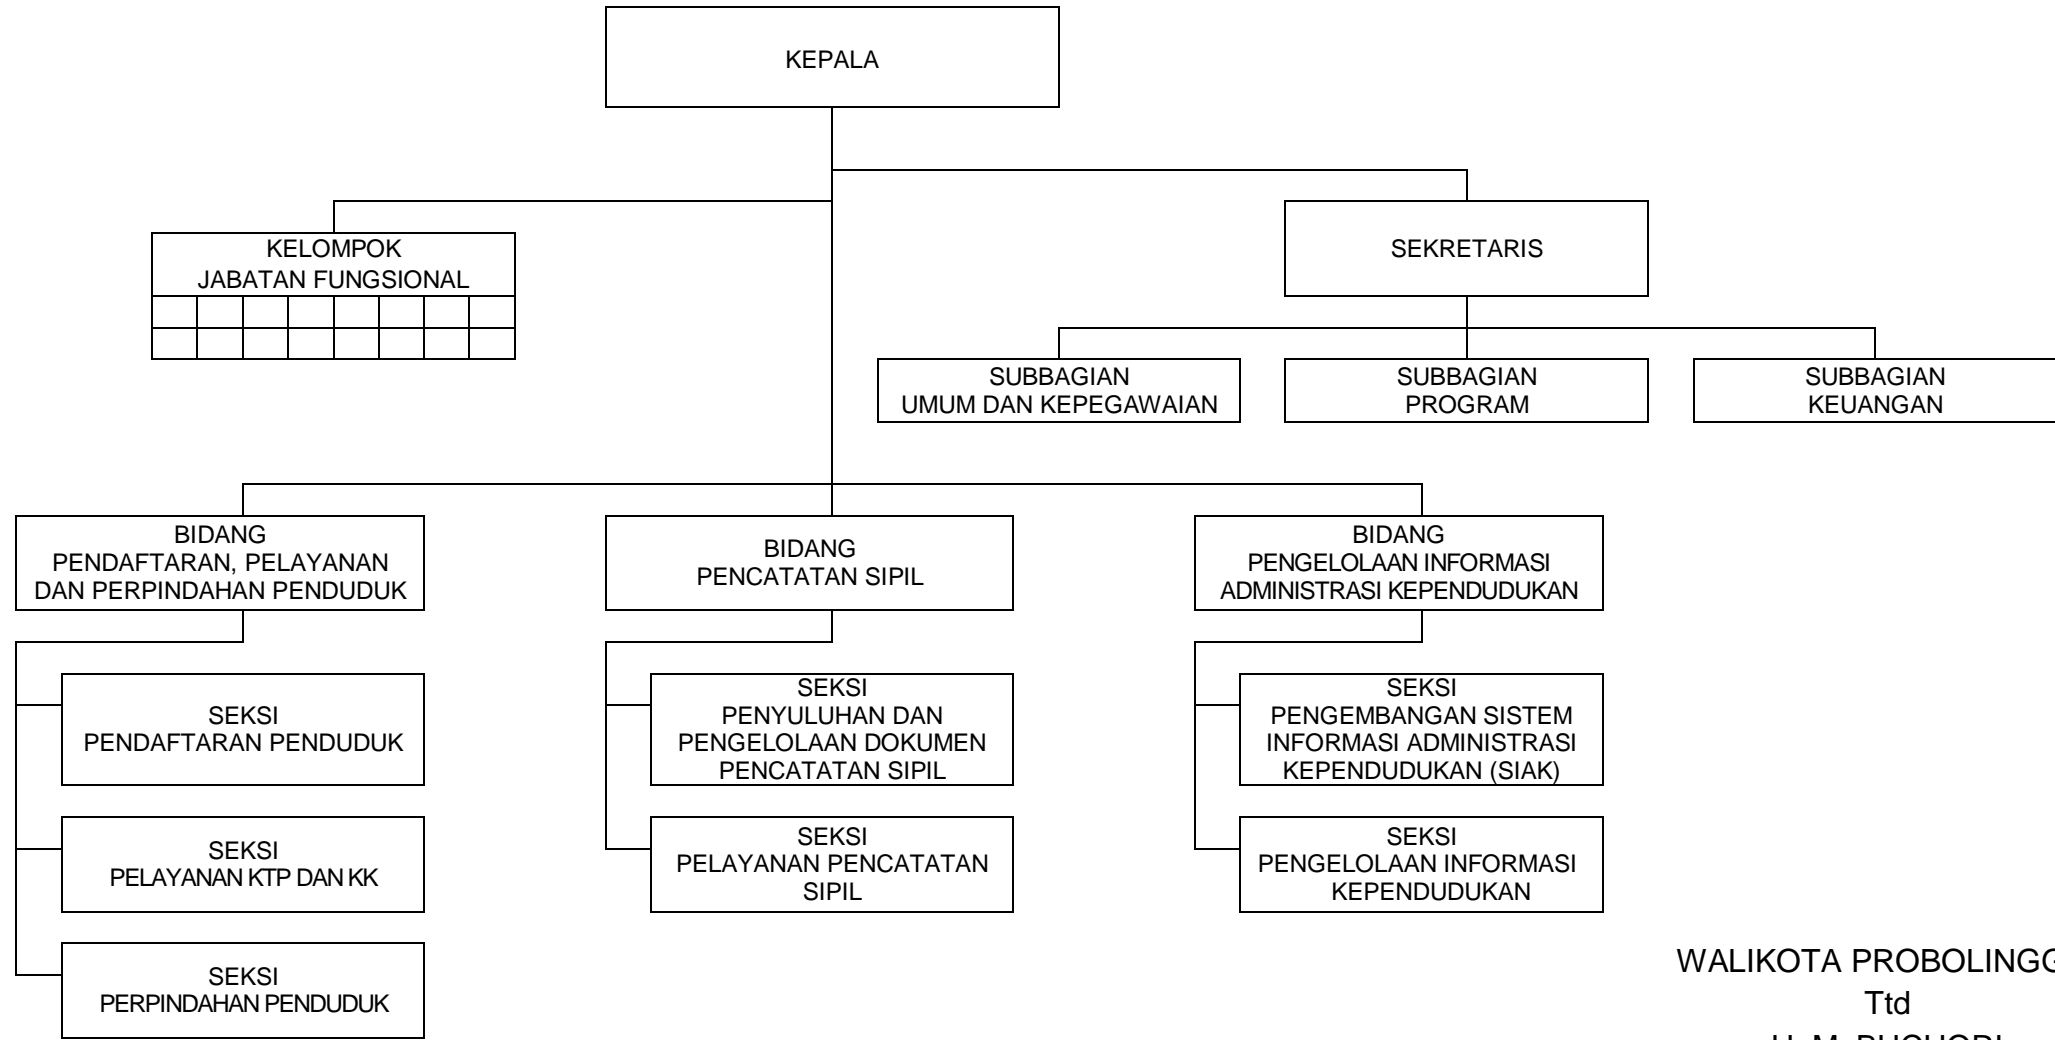 KEPALA
KELOMPOK
JABATAN FUNGSIONAL
SEKRETARIS
SUBBAGIAN
UMUM DAN KEPEGAWAIAN
SUBBAGIAN
PROGRAM
SUBBAGIAN
KEUANGAN
BIDANG
PENDAFTARAN, PELAYANAN
DAN PERPINDAHAN PENDUDUK
BIDANG
PENCATATAN SIPIL
BIDANG
PENGELOLAAN INFORMASI
ADMINISTRASI KEPENDUDUKAN
SEKSI
PENDAFTARAN PENDUDUK
SEKSI
PENYULUHAN DAN
PENGELOLAAN DOKUMEN
PENCATATAN SIPIL
SEKSI
PENGEMBANGAN SISTEM
INFORMASI ADMINISTRASI
KEPENDUDUKAN (SIAK)
SEKSI
PELAYANAN KTP DAN KK
SEKSI
PELAYANAN PENCATATAN
SIPIL
SEKSI
PENGELOLAAN INFORMASI
KEPENDUDUKAN
SEKSI
PERPINDAHAN PENDUDUK
WALIKOTA PROBOLINGG
Ttd